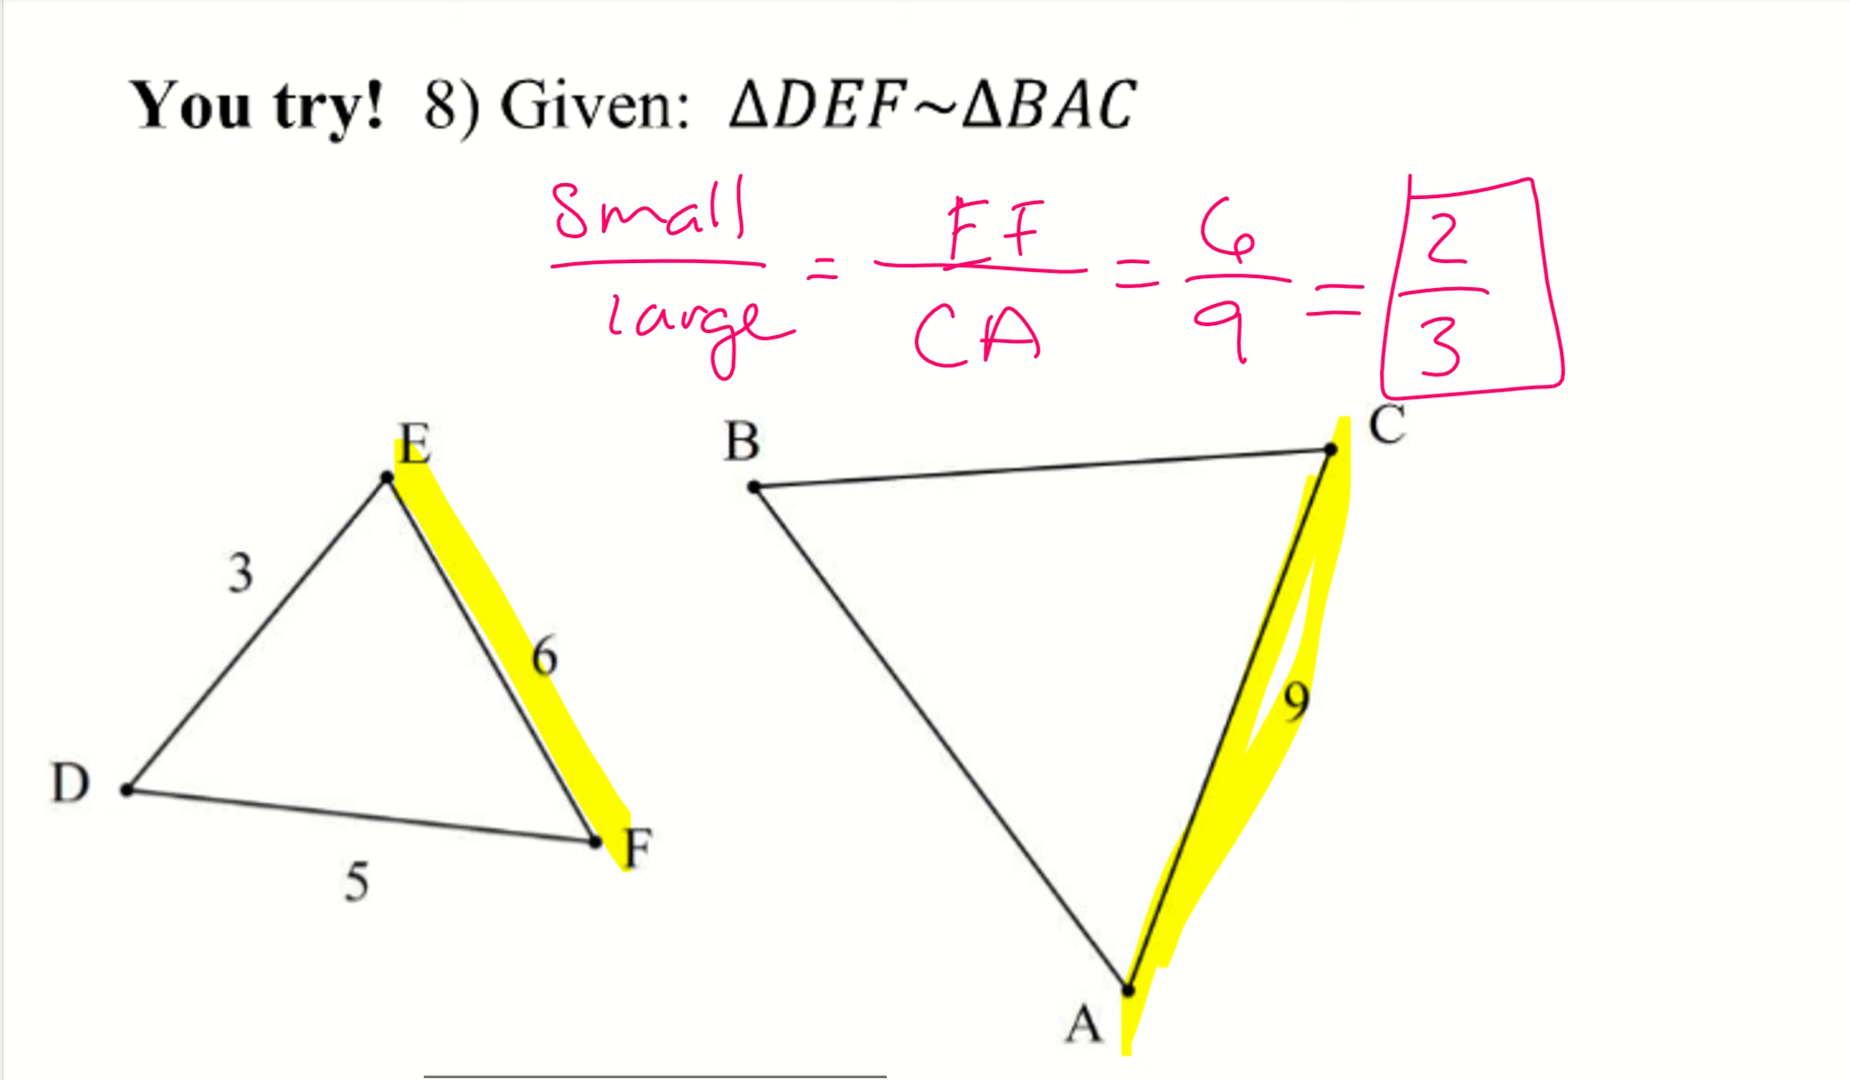 You try! 8) Given: ΔDEF~ΔBAC
Small/large = EF/CA = 6/9 = 2/3
E
B
C
3
6
9
D
F
5
A